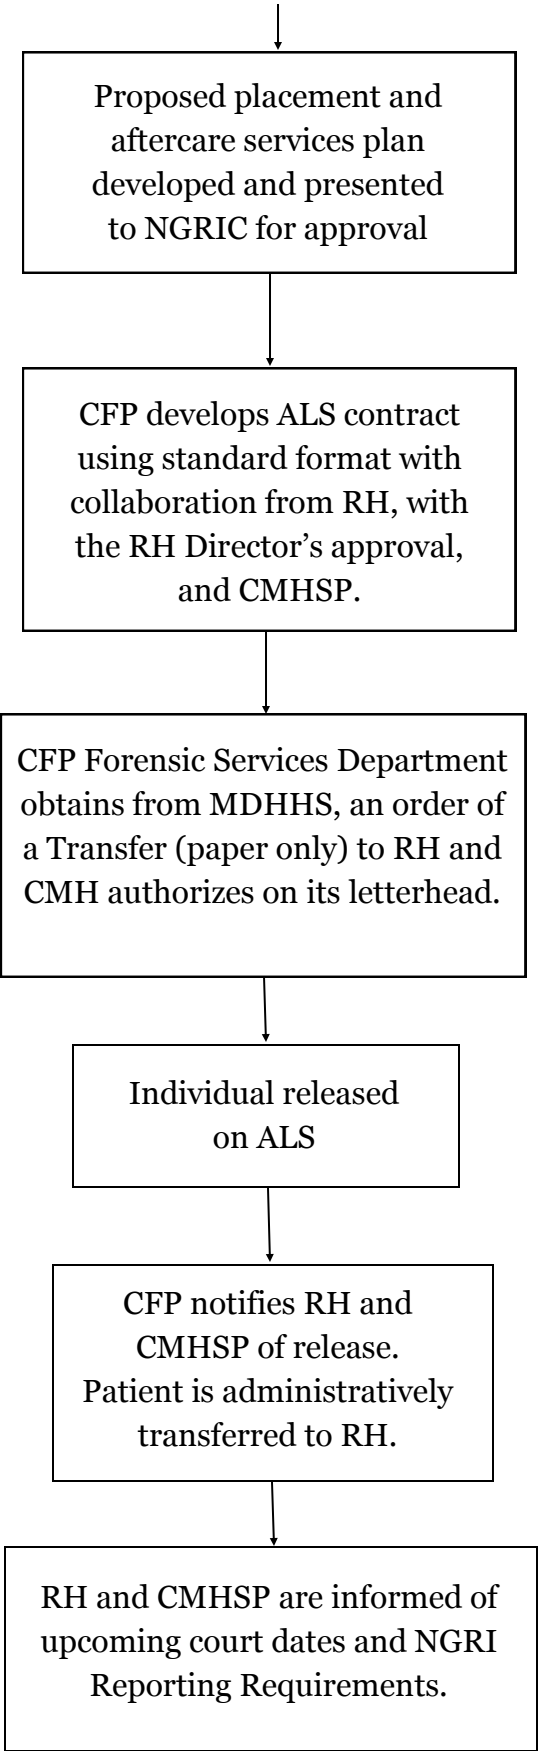 Proposed placement and
aftercare services plan
developed and presented
to NGRIC for approval
CFP develops ALS contract
using standard format with
collaboration from RH, with
the RH Director’s approval,
and CMHSP.
CFP Forensic Services Department
obtains from MDHHS, an order of
a Transfer (paper only) to RH and
CMH authorizes on its letterhead.
Individual released
on ALS
CFP notifies RH and
CMHSP of release.
Patient is administratively
transferred to RH.
RH and CMHSP are informed of
upcoming court dates and NGRI
Reporting Requirements.